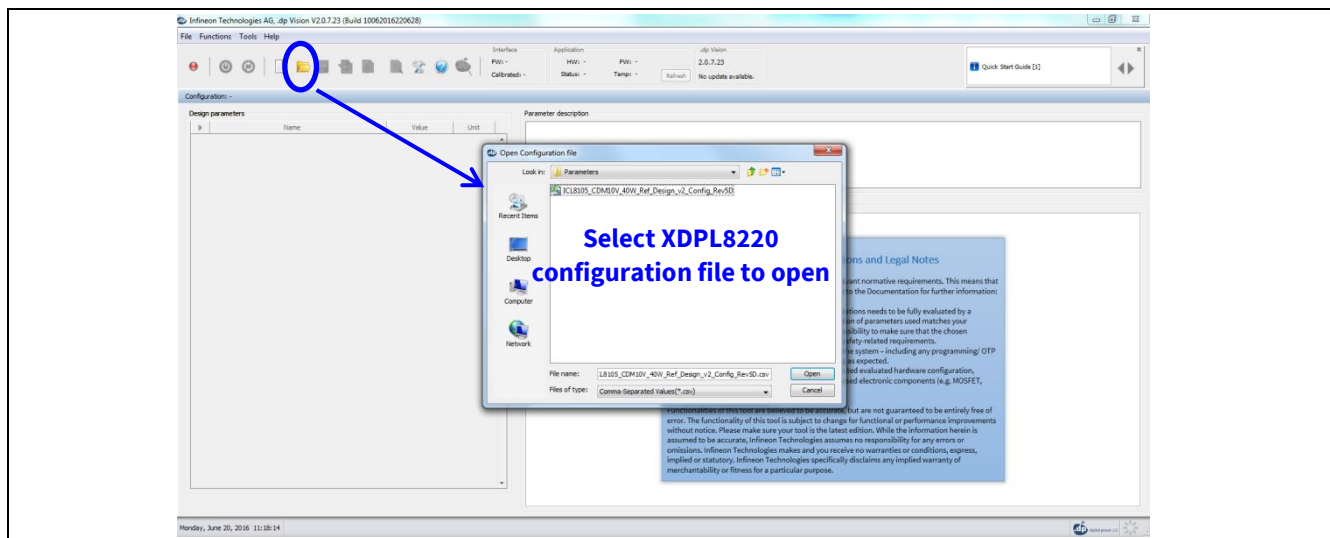 Infineon Technologies AG, .dp Vision V2.0.7.23 (Build 10062016220628)
File Functions Tools Help
Interface Application .dp Vision
FW: - HW: - FW: - 2.0.7.23
Calibrated: - Status: - Temp: - Refresh No update available.
Quick Start Guide [1]
Configuration: -
Design parameters
Parameter description
Name Value Unit
Open Configuration file
Look in: Parameters
ICL8105_CDM10V_40W_Ref_Design_v2_Config_Rev5D
Recent Items
Desktop
Computer
Network
Select XDPL8220
configuration file to open
File name: L8105_CDM10V_40W_Ref_Design_v2_Config_Rev5D.csv Open
Files of type: Comma-Separated Values(*.csv) Cancel
ons and Legal Notes
vant normative requirements. This means that
to the Documentation for further information:
ations needs to be fully evaluated by a
on of parameters used matches your
sibility to make sure that the chosen
afety-related requirements.
he system – including any programming/ OTP
as expected.
ted evaluated hardware configuration,
sed electronic components (e.g. MOSFET,
Functionalities of this tool are believed to be accurate, but are not guaranteed to be entirely free of
error. The functionality of this tool is subject to change for functional or performance improvements
without notice. Please make sure your tool is the latest edition. While the information herein is
assumed to be accurate, Infineon Technologies assumes no responsibility for any errors or
omissions. Infineon Technologies makes and you receive no warranties or conditions, express,
implied or statutory. Infineon Technologies specifically disclaims any implied warranty of
merchantability or fitness for a particular purpose.
Monday, June 20, 2016 11:18:14
.dp